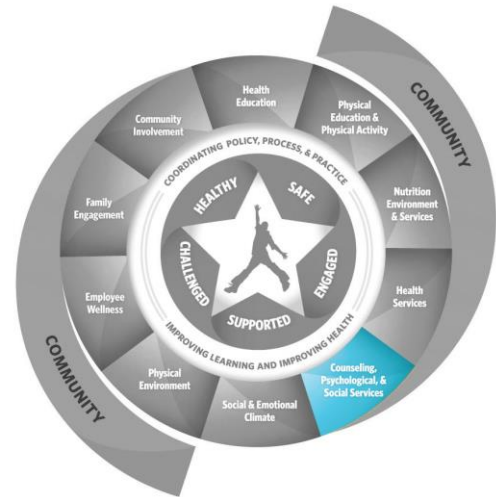 COMMUNITY
Health
Education
Physical
Education &
Physical Activity
Nutrition
Environment
& Services
Health
Services
Counseling,
Psychological, &
Social Services
Social & Emotional
Climate
Physical
Environment
Employee
Wellness
Family
Engagement
Community
Involvement
COORDINATING POLICY, PROCESS, & PRACTICE
IMPROVING LEARNING AND IMPROVING HEALTH
HEALTHY
SAFE
ENGAGED
SUPPORTED
CHALLENGED
COMMUNITY